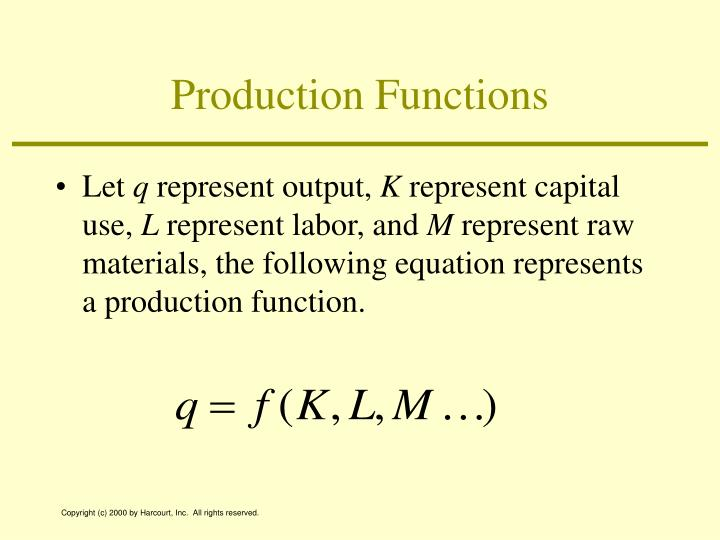 Production Functions
• Let q represent output, K represent capital
use, L represent labor, and M represent raw
materials, the following equation represents
a production function.
q = f (K, L, M …)
Copyright (c) 2000 by Harcourt, Inc. All rights reserved.